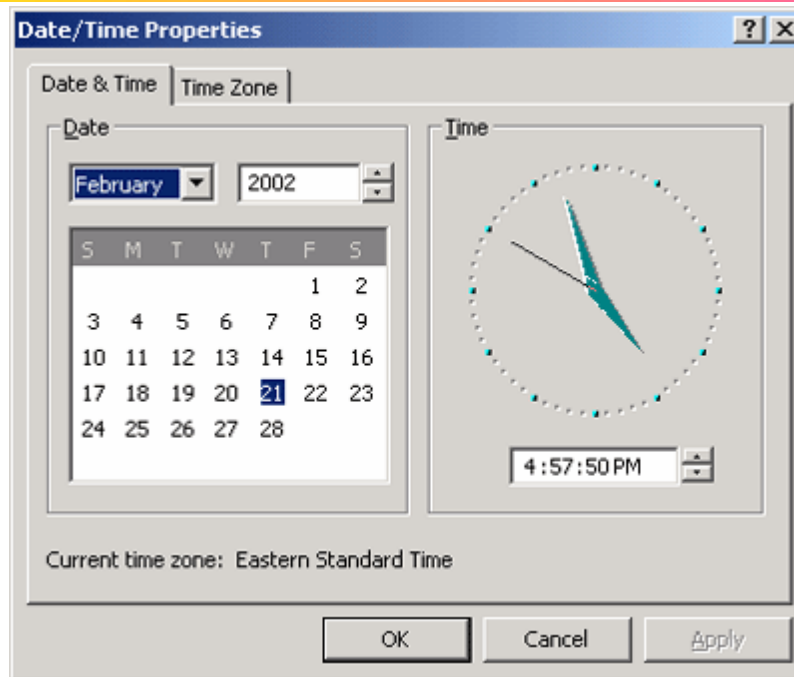 Date/Time Properties
Date & Time Time Zone
Date
February 2002
S M T W T F S
1 2
3 4 5 6 7 8 9
10 11 12 13 14 15 16
17 18 19 20 21 22 23
24 25 26 27 28
Time
4:57:50 PM
Current time zone: Eastern Standard Time
OK Cancel Apply